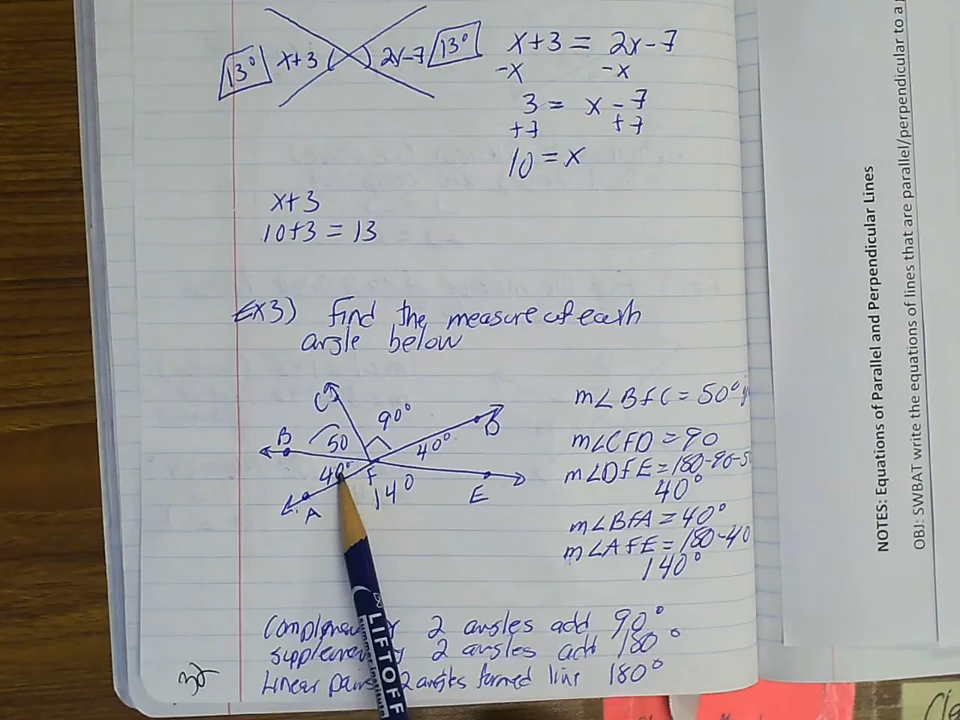 13° x+3 2x-7 13°
x+3 = 2x-7
-x -x
3 = x - 7
+7 +7
10 = x
x+3
10+3 = 13
Ex3) Find the measure of each
angle below
C 90° D
B 50 40°
40° F 140 E
A
m∠BFC = 50°
m∠CFD = 90
m∠DFE = 180-90-5
40°
m∠BFA = 40°
m∠AFE = 180-40
140°
2 angles add 90°
2 angles add 180°
Linear 2 angles formed line 180°
LIFTOFF
Summer Institute
NOTES: Equations of Parallel and Perpendicular Lines
OBJ: SWBAT write the equations of lines that are parallel/perpendicular to a